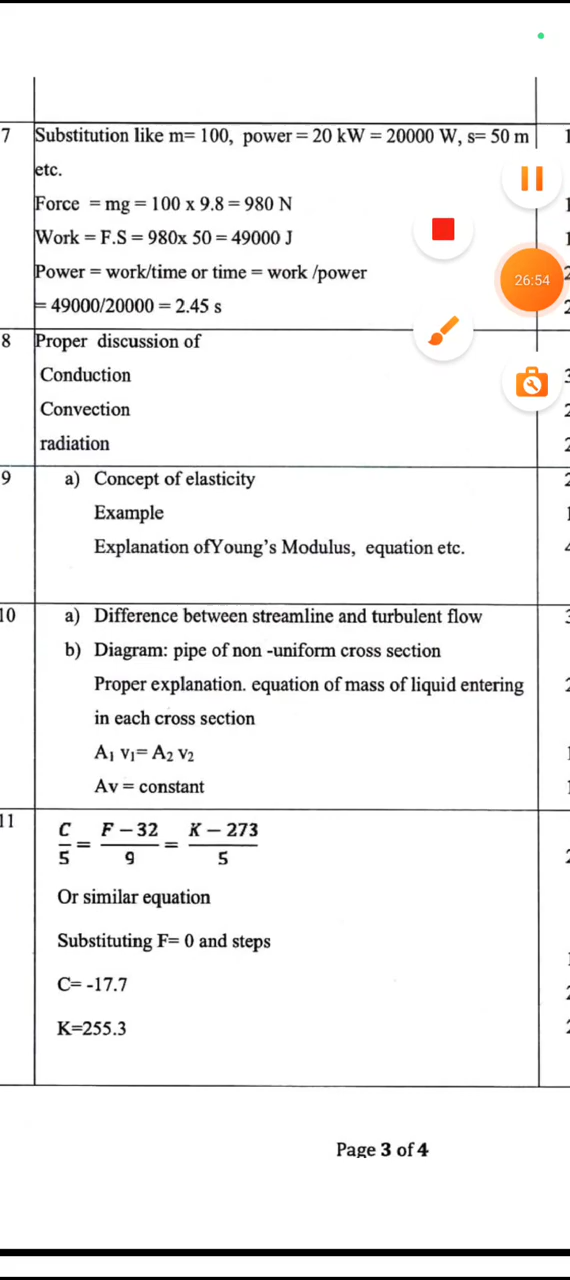 7 Substitution like m= 100, power = 20 kW = 20000 W, s= 50 m
etc.
Force = mg = 100 x 9.8 = 980 N
Work = F.S = 980x 50 = 49000 J
Power = work/time or time = work /power
= 49000/20000 = 2.45 s
26:54
8 Proper discussion of
Conduction
Convection
radiation
9 a) Concept of elasticity
Example
Explanation ofYoung's Modulus, equation etc.
10 a) Difference between streamline and turbulent flow
b) Diagram: pipe of non -uniform cross section
Proper explanation. equation of mass of liquid entering
in each cross section
A₁ v₁= A₂ v₂
Av = constant
11 C/5 = F – 32/9 = K – 273/5
Or similar equation
Substituting F= 0 and steps
C= -17.7
K=255.3
Page 3 of 4